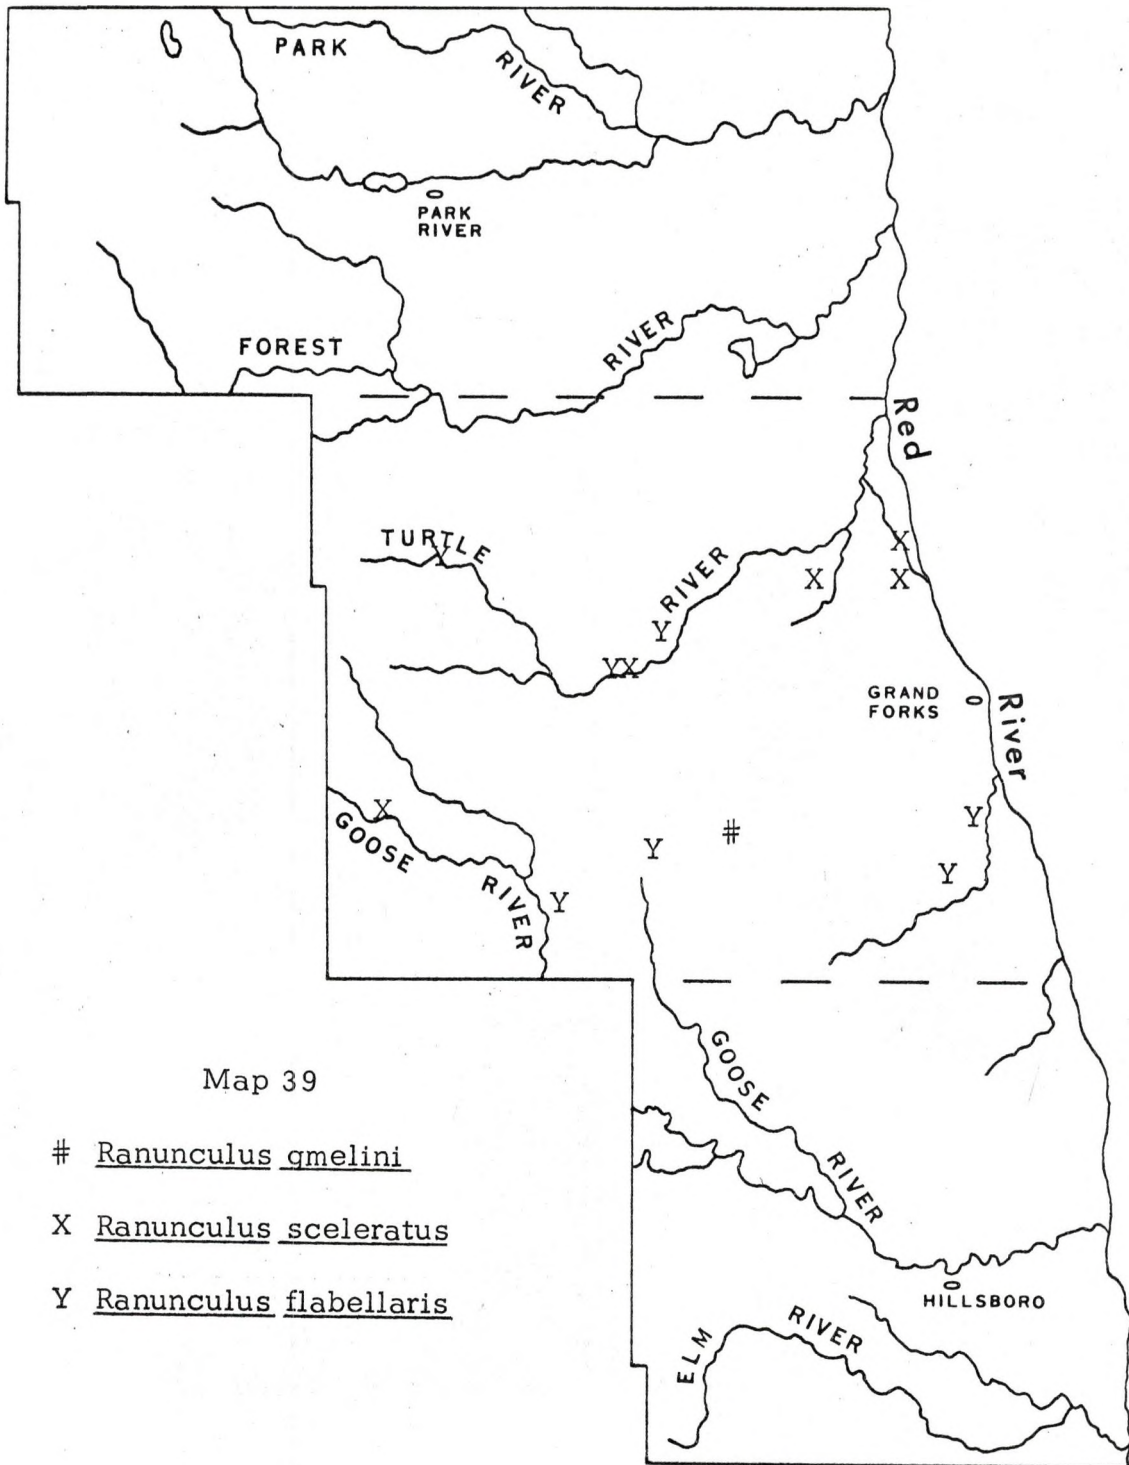 PARK
RIVER
PARK
RIVER
FOREST
RIVER
Red
TURTLE
X
RIVER
X
X
X
Y
YX
GRAND
FORKS
River
X
GOOSE
RIVER
Y
#
Y
Y
Y
Map 39
GOOSE
RIVER
# Ranunculus gmelini
X Ranunculus sceleratus
Y Ranunculus flabellaris
HILLSBORO
ELM
RIVER